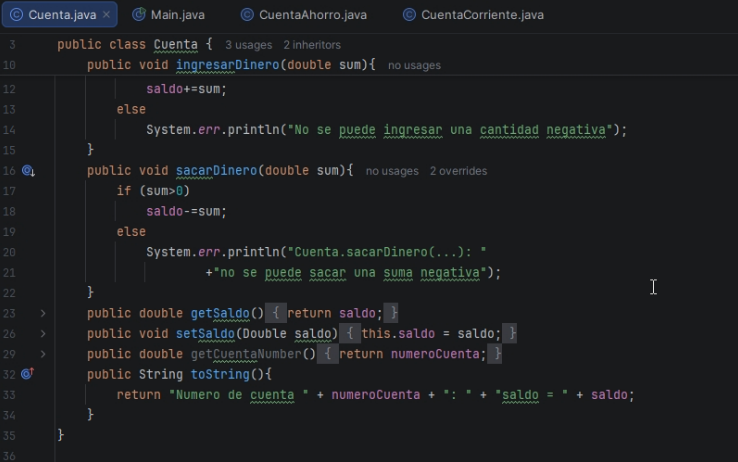 Cuenta.java Main.java CuentaAhorro.java CuentaCorriente.java
3 public class Cuenta { 3 usages 2 inheritors
10 public void ingresarDinero(double sum){ no usages
12 saldo+=sum;
13 else
14 System.err.println("No se puede ingresar una cantidad negativa");
15 }
16 public void sacarDinero(double sum){ no usages 2 overrides
17 if (sum>0)
18 saldo-=sum;
19 else
20 System.err.println("Cuenta.sacarDinero(...): "
21 +"no se puede sacar una suma negativa");
22 }
23 public double getSaldo() { return saldo; }
26 public void setSaldo(Double saldo) { this.saldo = saldo; }
29 public double getCuentaNumber() { return numeroCuenta; }
32 public String toString(){
33 return "Numero de cuenta " + numeroCuenta + ": " + "saldo = " + saldo;
34 }
35 }
36